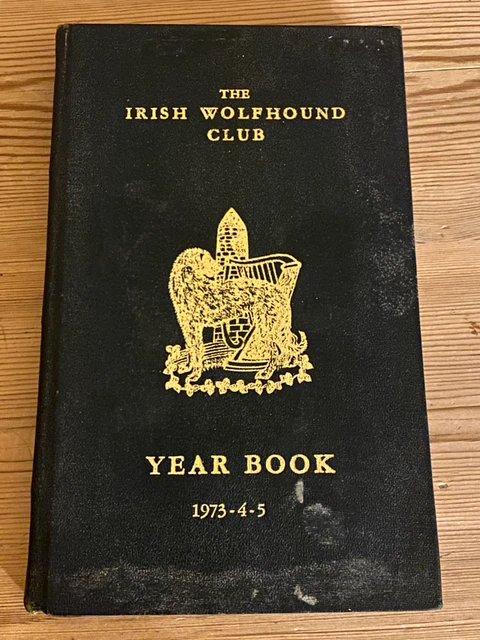 THE
IRISH WOLFHOUND
CLUB
YEAR BOOK
1973-4-5